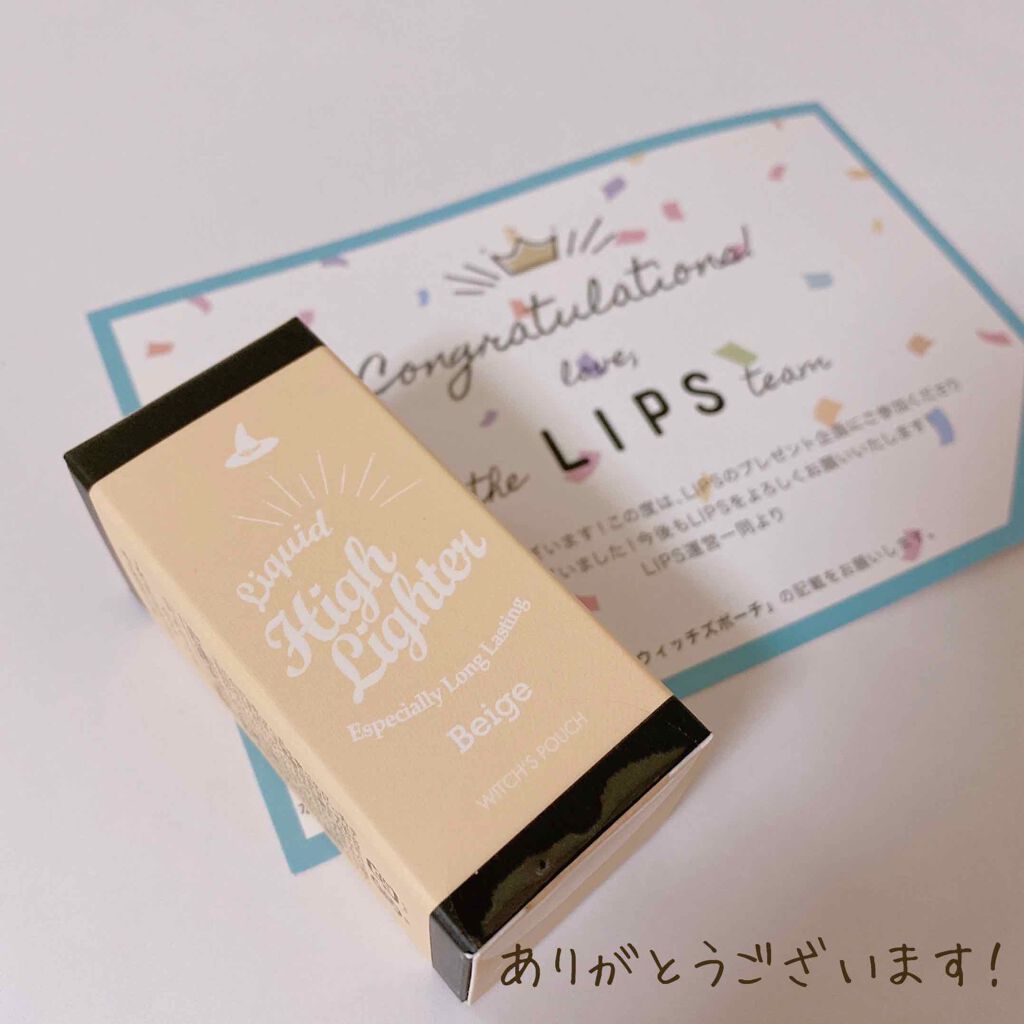 Congratulations!
love,
the LIPS team
ざいます！この度は、LIPSのプレゼント企画にご参加くださり
いました！今後もLIPSをよろしくお願いいたします
LIPS運営一同より
ウィッチズポーチ」の記載をお願いします。
Liquid
High
Lighter
Especially Long Lasting
Beige
WITCH'S POUCH
ありがとうございます！